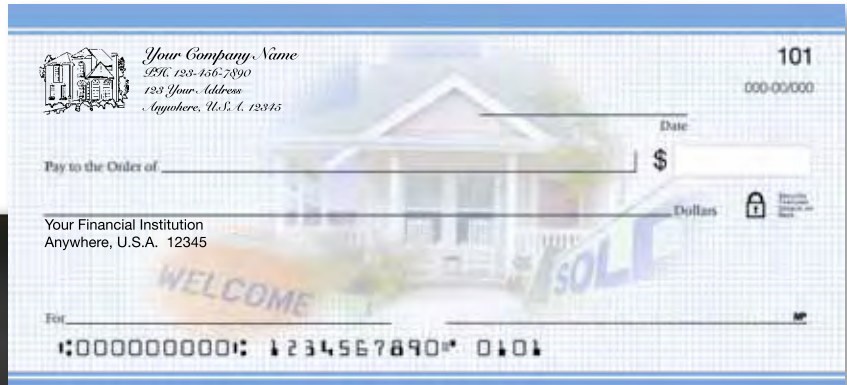 Your Company Name
PH. 123-456-7890
123 Your Address
Anywhere, U.S.A. 12345
101
000-00/000
Date
Pay to the Order of
$
Dollars
Your Financial Institution
Anywhere, U.S.A. 12345
WELCOME
SOLD
For
MP
⑆000000000⑆ 1234567890⑈ 0101